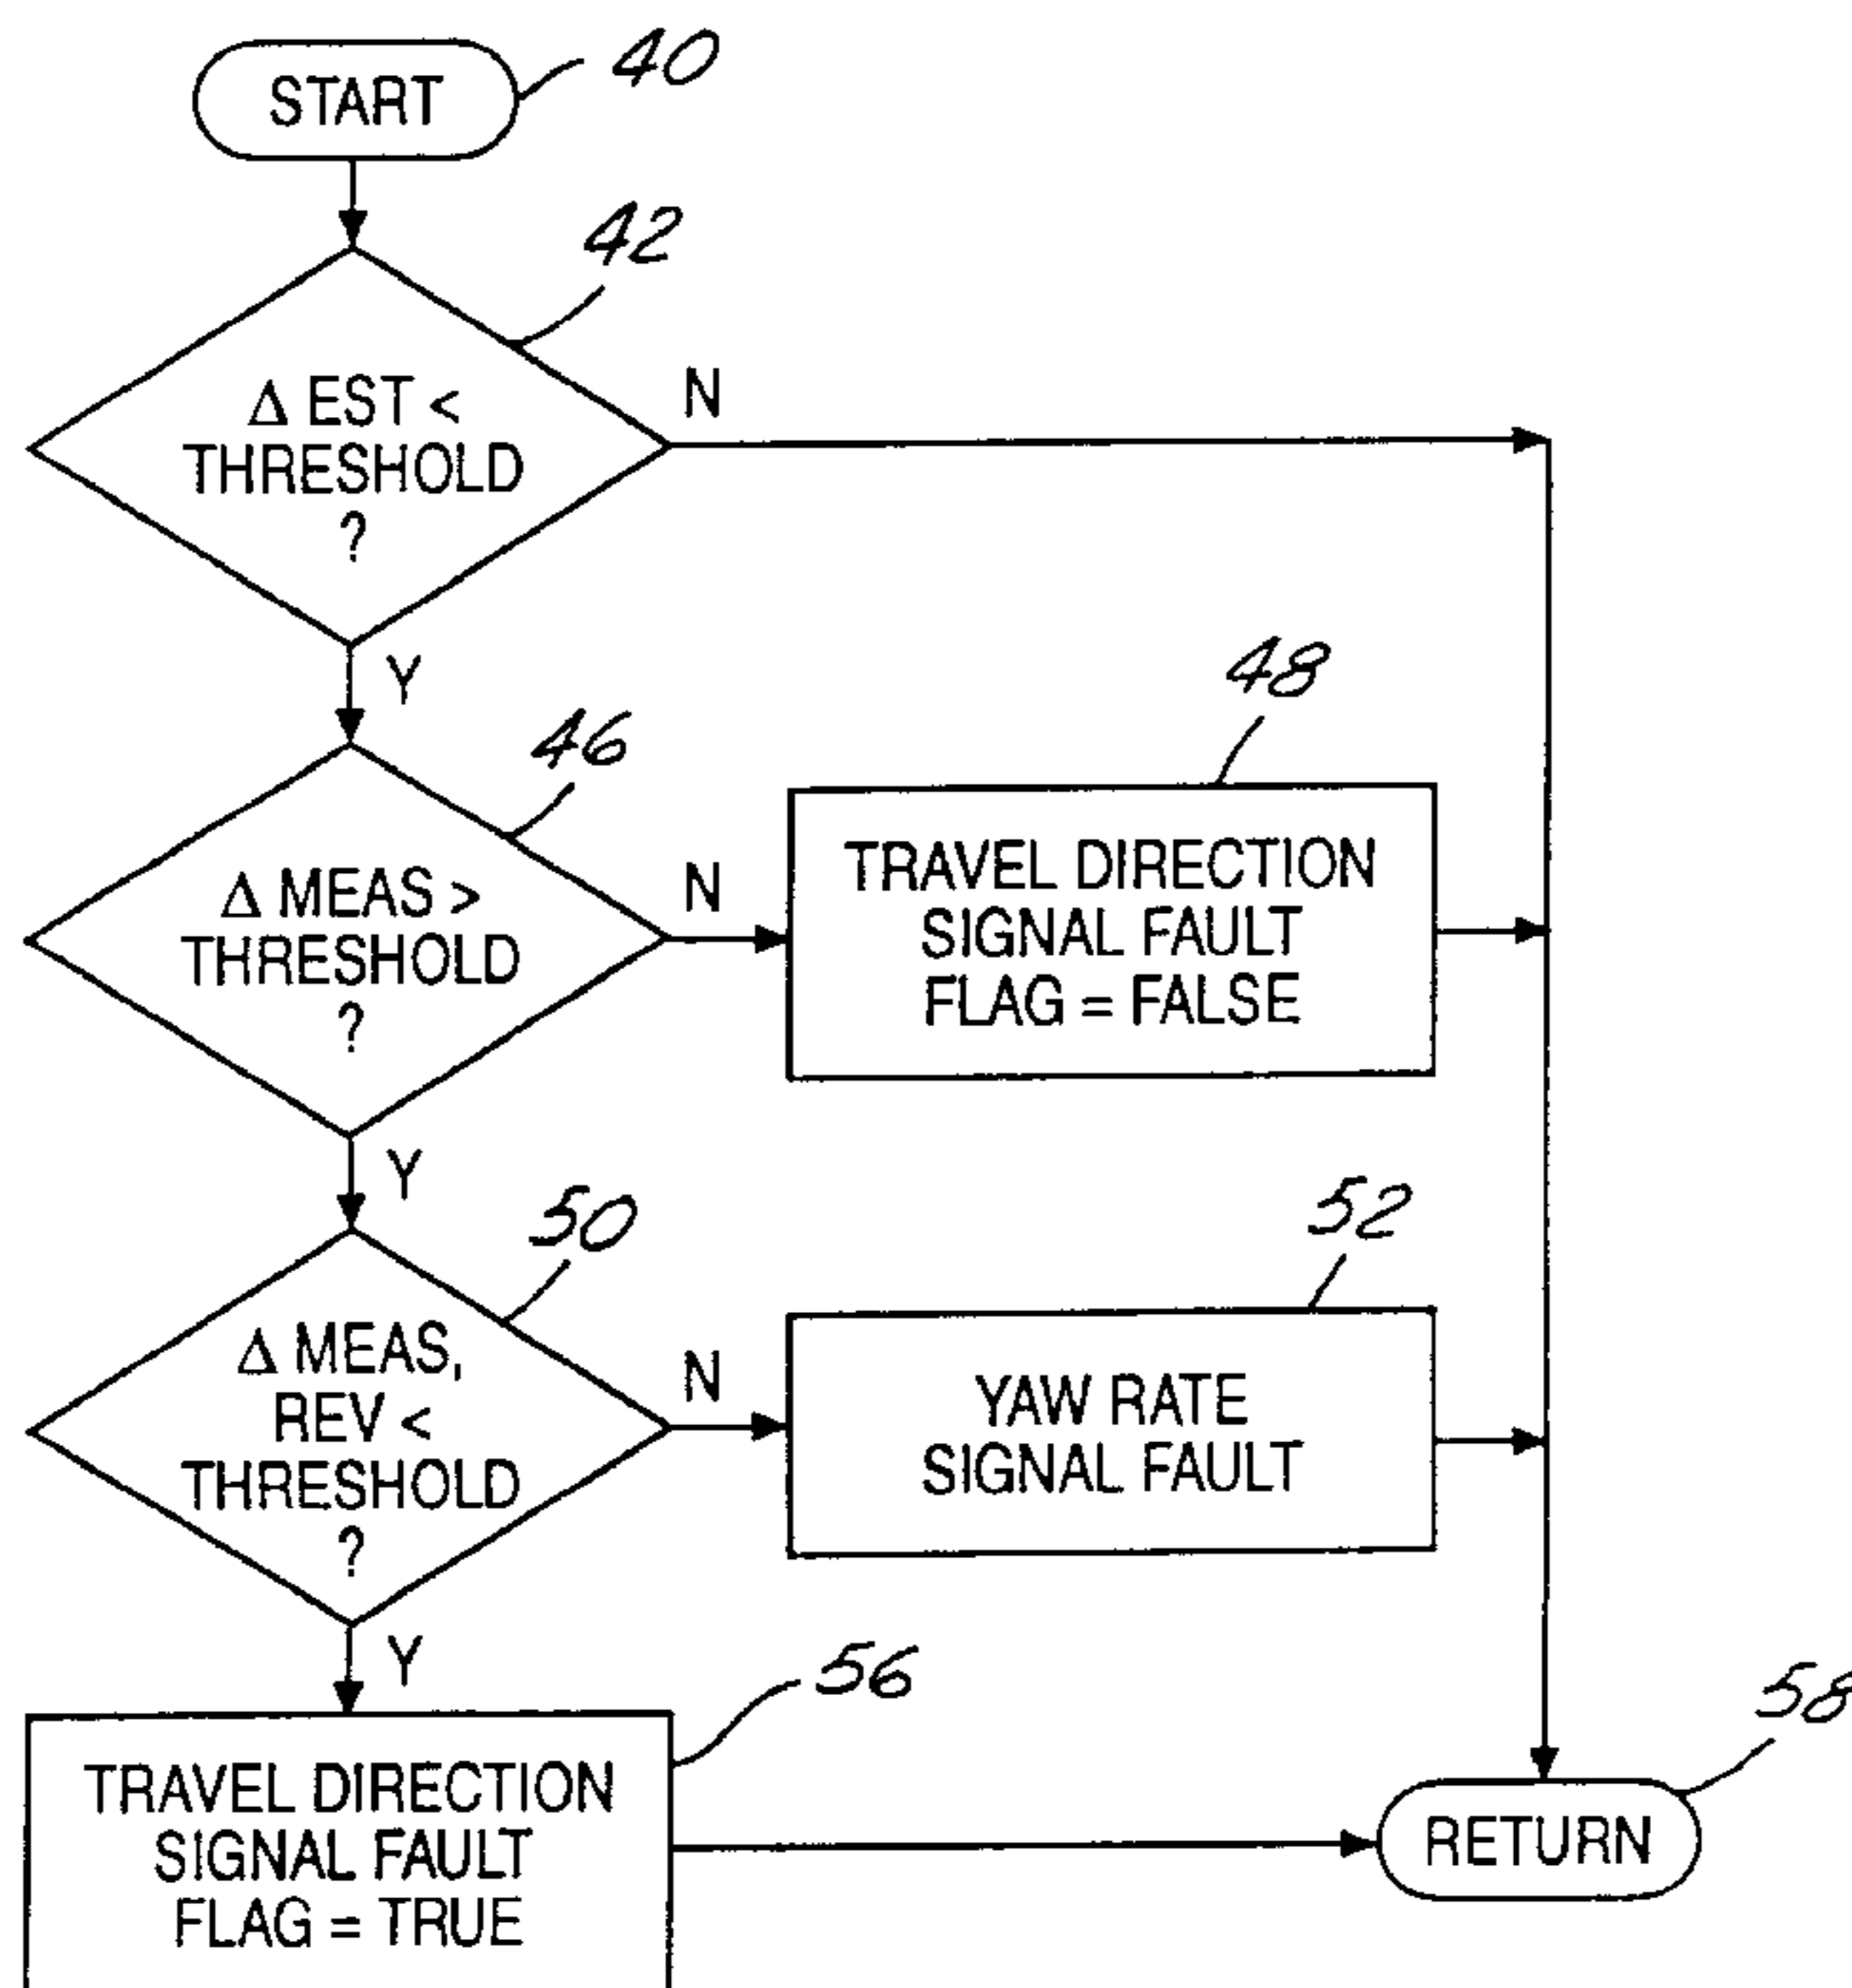 START
40
42
Δ EST <
THRESHOLD
?
N
Y
46
48
Δ MEAS >
THRESHOLD
?
N
TRAVEL DIRECTION
SIGNAL FAULT
FLAG = FALSE
Y
50
52
Δ MEAS,
REV <
THRESHOLD
?
N
YAW RATE
SIGNAL FAULT
Y
56
58
TRAVEL DIRECTION
SIGNAL FAULT
FLAG = TRUE
RETURN